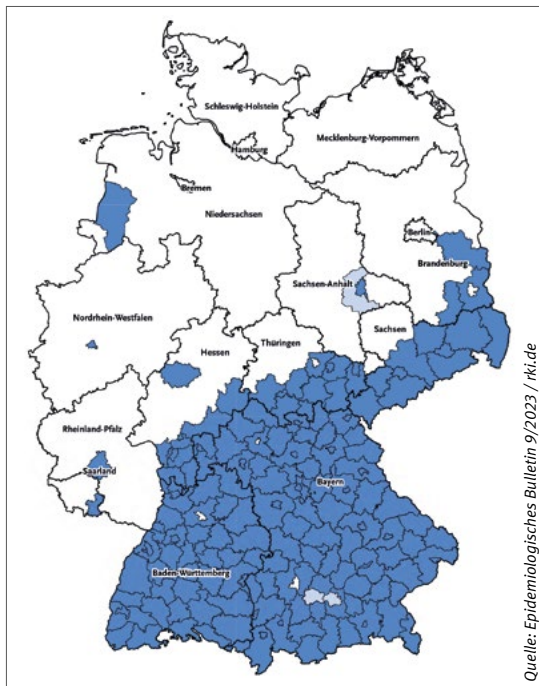 Schleswig-Holstein
Mecklenburg-Vorpommern
Hamburg
Bremen
Niedersachsen
Berlin
Brandenburg
Sachsen-Anhalt
Nordrhein-Westfalen
Sachsen
Hessen
Thüringen
Rheinland-Pfalz
Saarland
Bayern
Baden-Württemberg
Quelle: Epidemiologisches Bulletin 9/2023 / rki.de